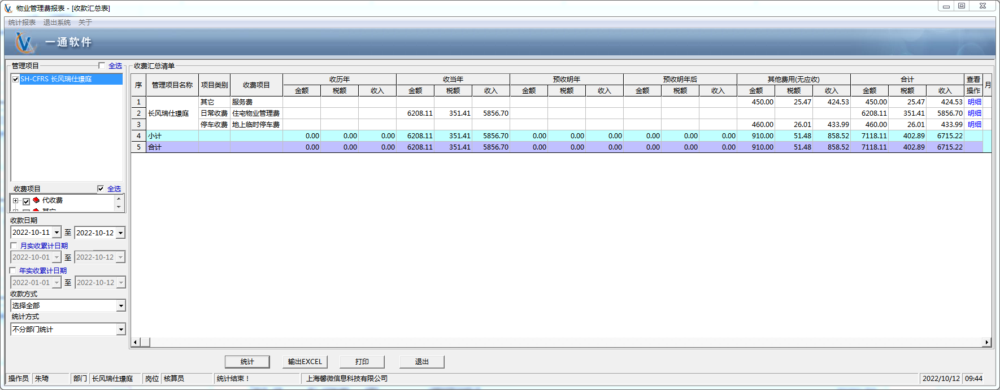 物业管理费报表 - [收款汇总表]
统计报表 退出系统 关于
一通软件
管理项目 全选
SH-CFRS 长风瑞仕璟庭
收费项目 全选
代收费
其它
收款日期
2022-10-11 至 2022-10-12
月实收累计日期
2022-10-01 至 2022-10-12
年实收累计日期
2022-01-01 至 2022-10-12
收款方式
选择全部
统计方式
不分部门统计
收费汇总清单
序 管理项目名称 项目类别 收费项目 收历年 收当年 预收明年 预收明年后 其他费用(无应收) 合计 查看操作 月
金额 税额 收入 金额 税额 收入 金额 税额 收入 金额 税额 收入 金额 税额 收入 金额 税额 收入
1 其它 服务费 450.00 25.47 424.53 450.00 25.47 424.53 明细
2 长风瑞仕璟庭 日常收费 住宅物业管理费 6208.11 351.41 5856.70 6208.11 351.41 5856.70 明细
3 停车收费 地上临时停车费 460.00 26.01 433.99 460.00 26.01 433.99 明细
4 小计 0.00 0.00 0.00 6208.11 351.41 5856.70 0.00 0.00 0.00 0.00 0.00 0.00 910.00 51.48 858.52 7118.11 402.89 6715.22
5 合计 0.00 0.00 0.00 6208.11 351.41 5856.70 0.00 0.00 0.00 0.00 0.00 0.00 910.00 51.48 858.52 7118.11 402.89 6715.22
统计 输出EXCEL 打印 退出
操作员 朱琦 部门 长风瑞仕璟庭 岗位 核算员 统计结束！ 上海馨微信息科技有限公司 2022/10/12 09:44